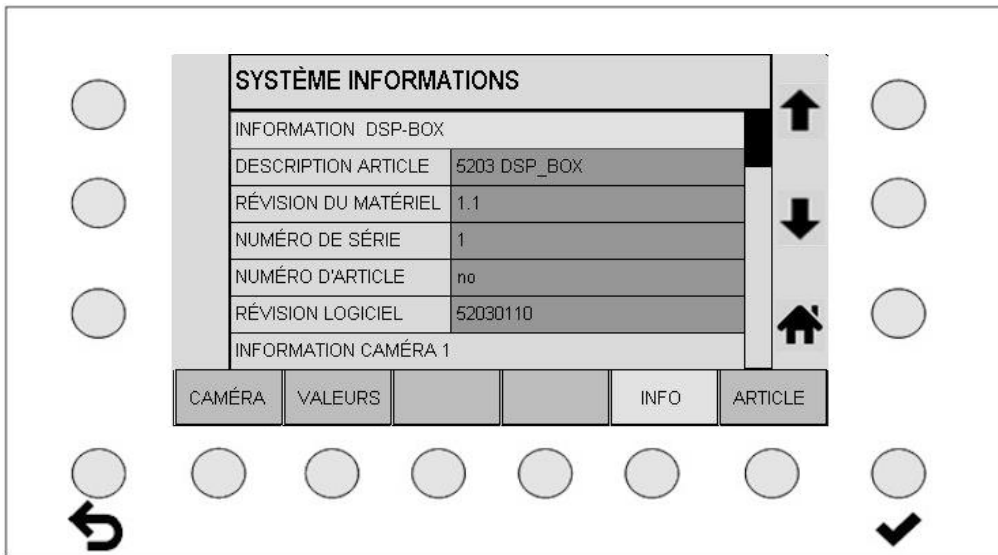 SYSTÈME INFORMATIONS
INFORMATION DSP-BOX
DESCRIPTION ARTICLE 5203 DSP_BOX
RÉVISION DU MATÉRIEL 1.1
NUMÉRO DE SÉRIE 1
NUMÉRO D'ARTICLE no
RÉVISION LOGICIEL 52030110
INFORMATION CAMÉRA 1
CAMÉRA VALEURS INFO ARTICLE